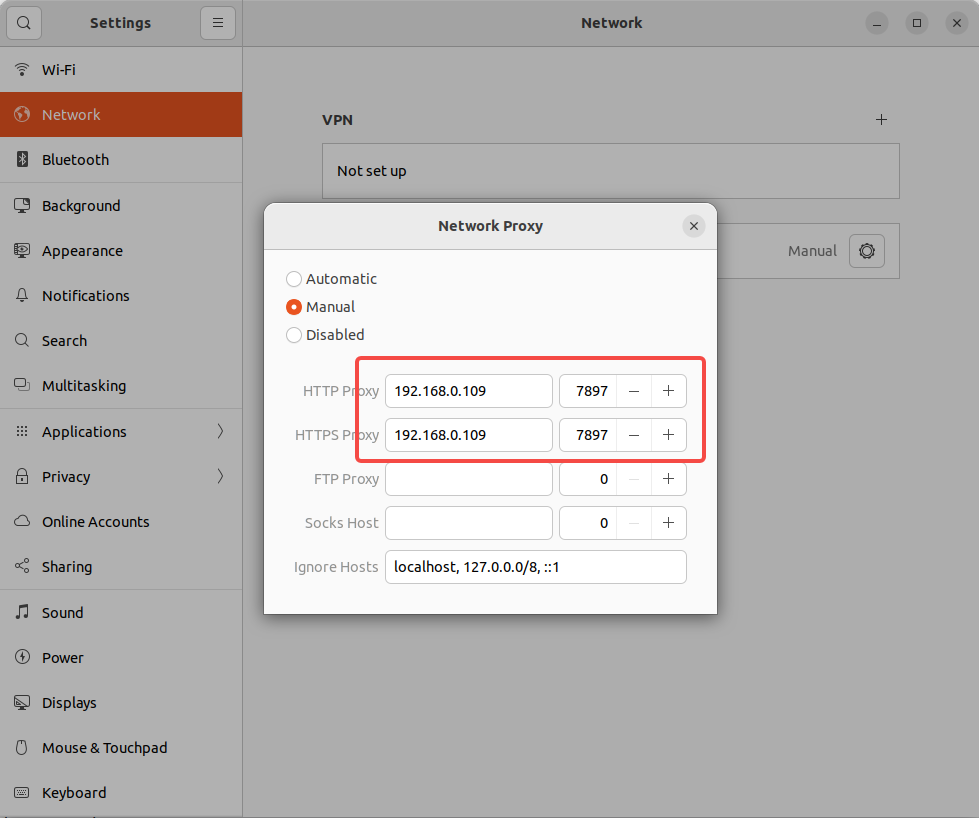 Settings
Network
Wi-Fi
Network
Bluetooth
Background
Appearance
Notifications
Search
Multitasking
Applications
Privacy
Online Accounts
Sharing
Sound
Power
Displays
Mouse & Touchpad
Keyboard
VPN
Not set up
Manual
Network Proxy
Automatic
Manual
Disabled
HTTP Proxy 192.168.0.109 7897
HTTPS Proxy 192.168.0.109 7897
FTP Proxy 0
Socks Host 0
Ignore Hosts localhost, 127.0.0.0/8, ::1